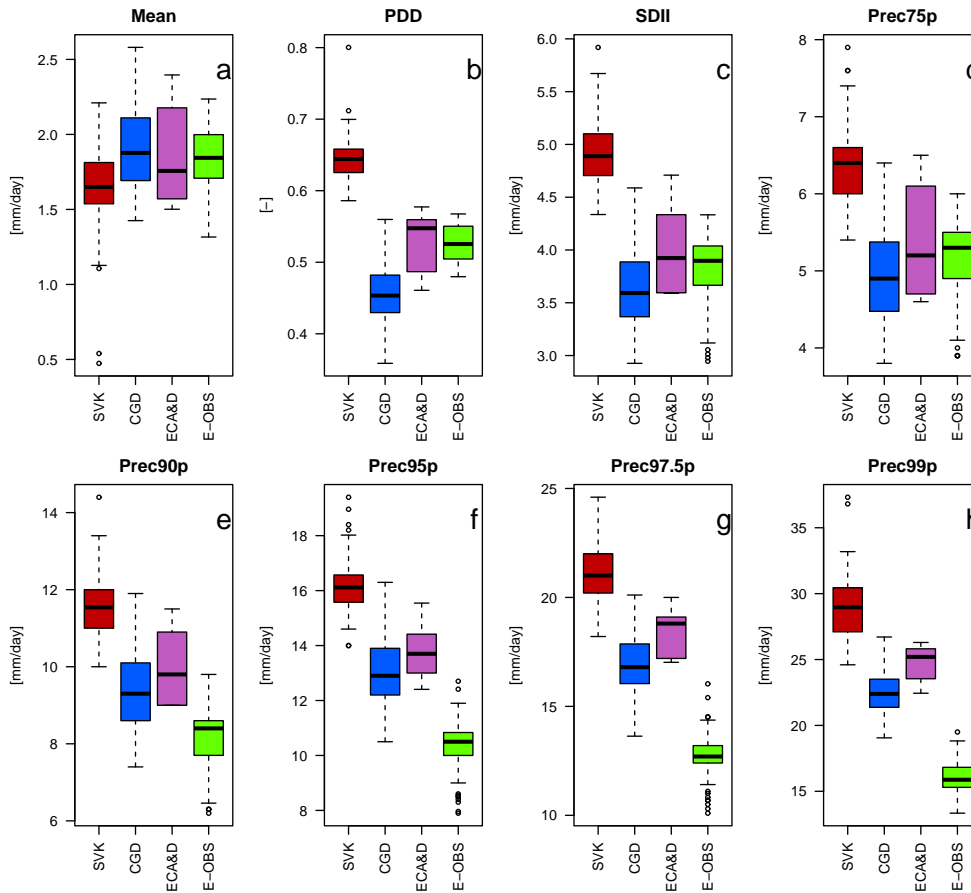 Mean PDD SDII Prec75p
a b c d
[mm/day] [−] [mm/day] [mm/day]
2.5 0.8 6.0 8
2.0 0.7 5.5 7
1.5 0.6 5.0 6
1.0 0.5 4.5 5
0.5 0.4 4.0 4
3.5
3.0
SVK CGD ECA&D E−OBS SVK CGD ECA&D E−OBS SVK CGD ECA&D E−OBS SVK CGD ECA&D E−OBS
Prec90p Prec95p Prec97.5p Prec99p
e f g h
[mm/day] [mm/day] [mm/day] [mm/day]
14 18 25 35
12 16 20 30
10 14 15 25
8 12 10 20
6 10 15
8
SVK CGD ECA&D E−OBS SVK CGD ECA&D E−OBS SVK CGD ECA&D E−OBS SVK CGD ECA&D E−OBS